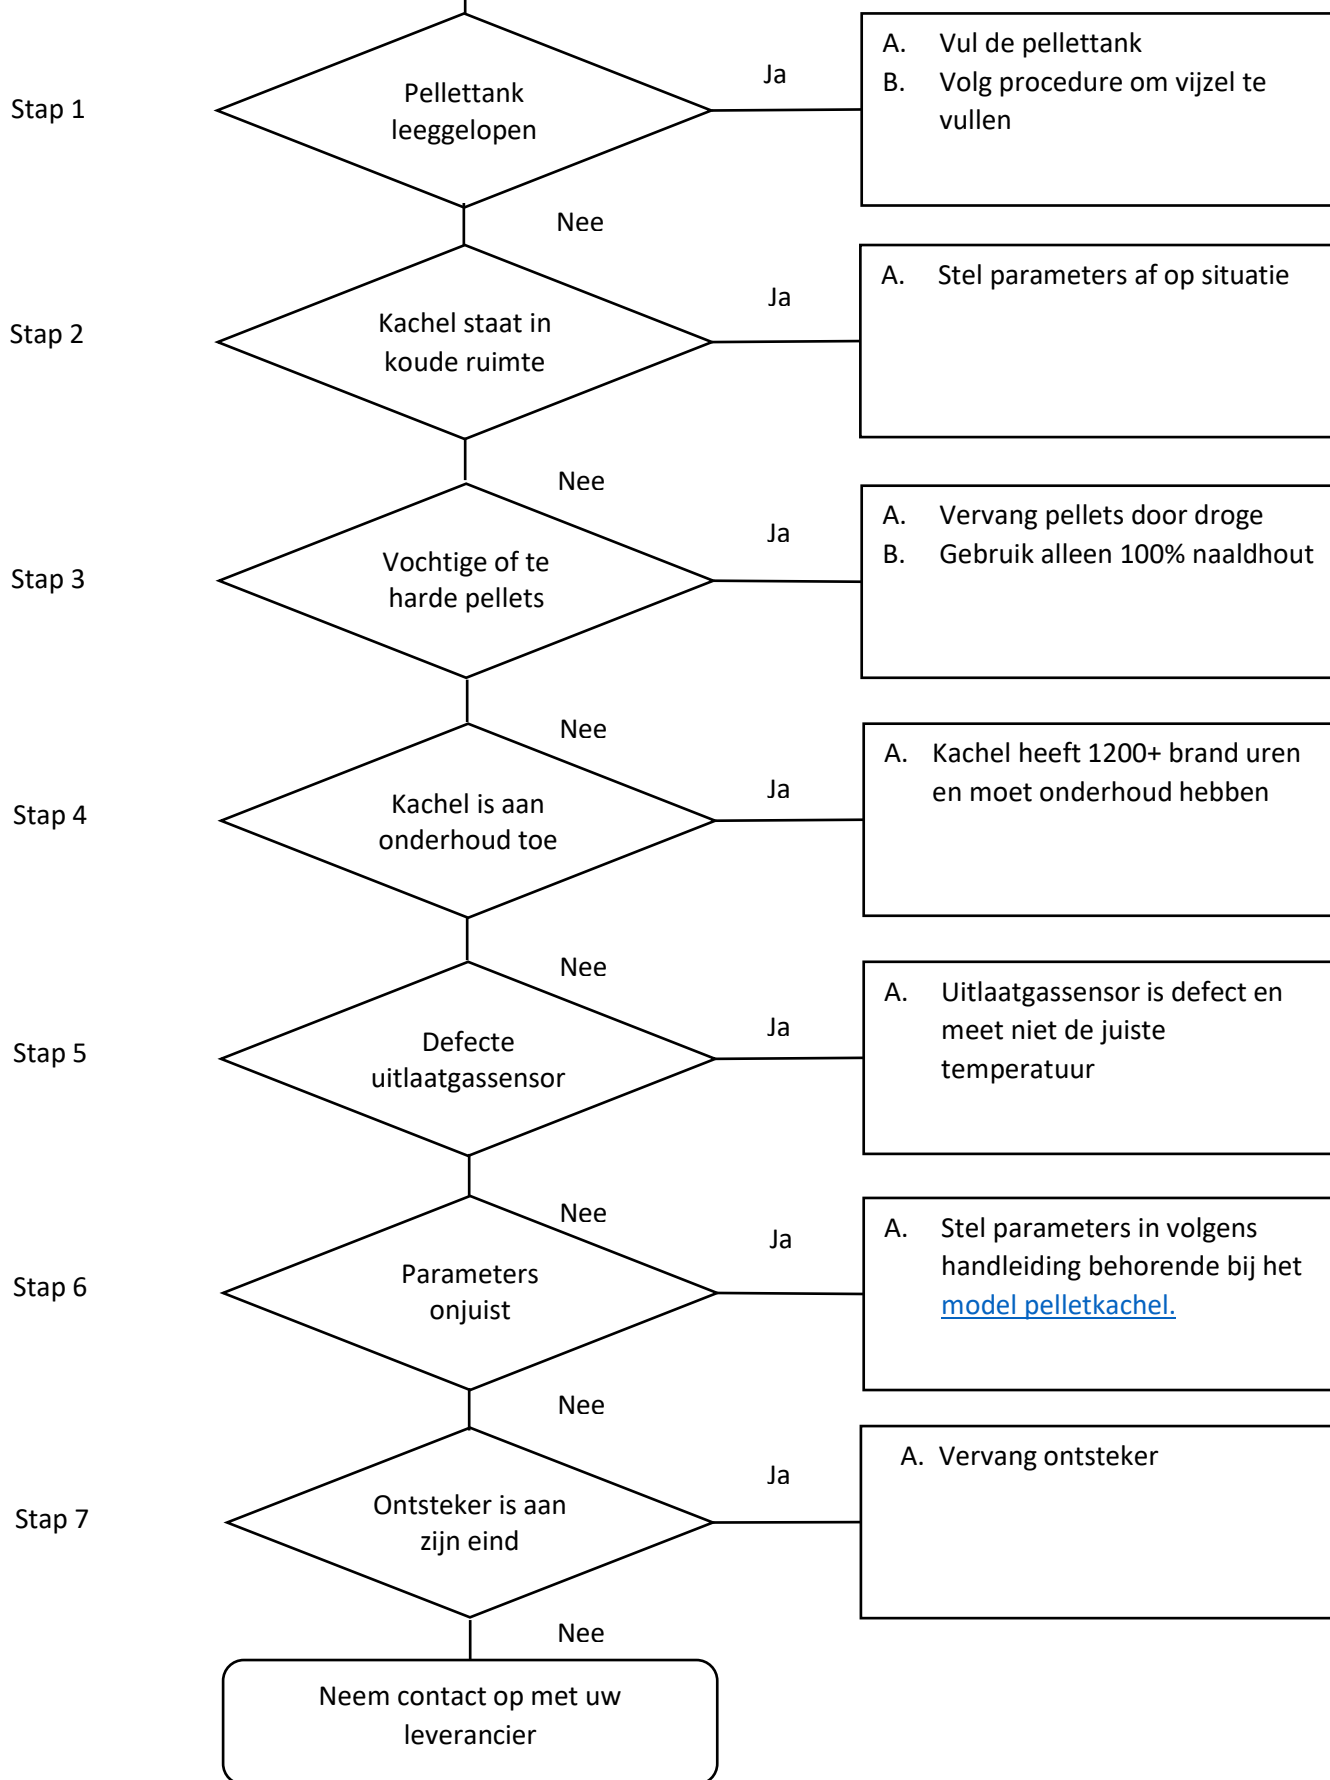 Stap 1
Pellettank
leeggelopen
Ja
A. Vul de pellettank
B. Volg procedure om vijzel te
vullen
Nee
Stap 2
Kachel staat in
koude ruimte
Ja
A. Stel parameters af op situatie
Nee
Stap 3
Vochtige of te
harde pellets
Ja
A. Vervang pellets door droge
B. Gebruik alleen 100% naaldhout
Nee
Stap 4
Kachel is aan
onderhoud toe
Ja
A. Kachel heeft 1200+ brand uren
en moet onderhoud hebben
Nee
Stap 5
Defecte
uitlaatgassensor
Ja
A. Uitlaatgassensor is defect en
meet niet de juiste
temperatuur
Nee
Stap 6
Parameters
onjuist
Ja
A. Stel parameters in volgens
handleiding behorende bij het
model pelletkachel.
Nee
Stap 7
Ontsteker is aan
zijn eind
Ja
A. Vervang ontsteker
Nee
Neem contact op met uw
leverancier